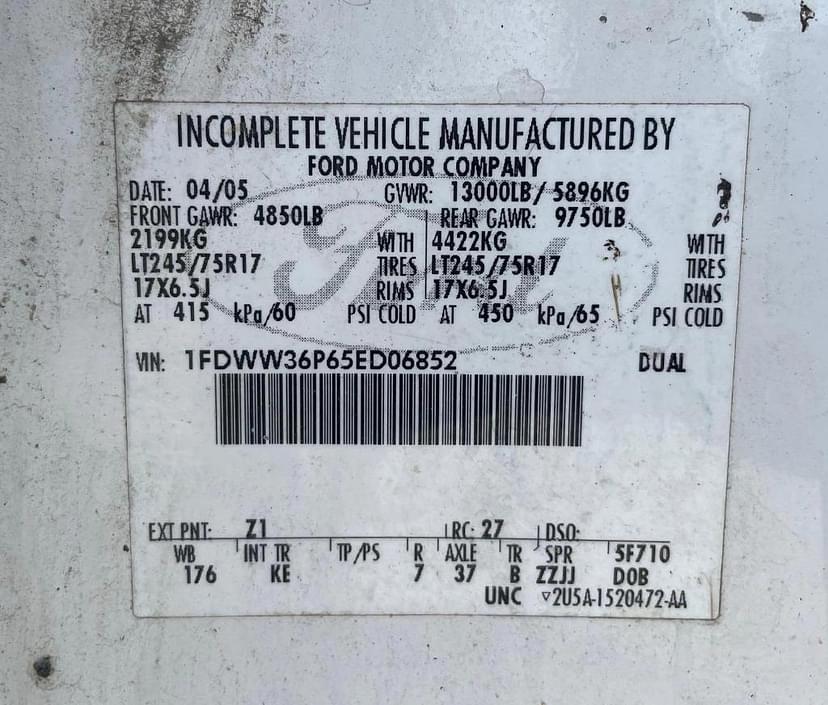 INCOMPLETE VEHICLE MANUFACTURED BY
FORD MOTOR COMPANY
DATE: 04/05 GVWR: 13000LB/5896KG
FRONT GAWR: 4850LB REAR GAWR: 9750LB
2199KG WITH 4422KG WITH
LT245/75R17 TIRES LT245/75R17 TIRES
17X6.5J RIMS 17X6.5J RIMS
AT 415 kPa/60 PSI COLD AT 450 kPa/65 PSI COLD
VIN: 1FDWW36P65ED06852 DUAL
EXT PNT: Z1 RC: 27 DSO:
WB INT TR TP/PS R AXLE TR SPR 5F710
176 KE 7 37 B ZZJJ DOB
UNC ▽2U5A-1520472-AA
Ford